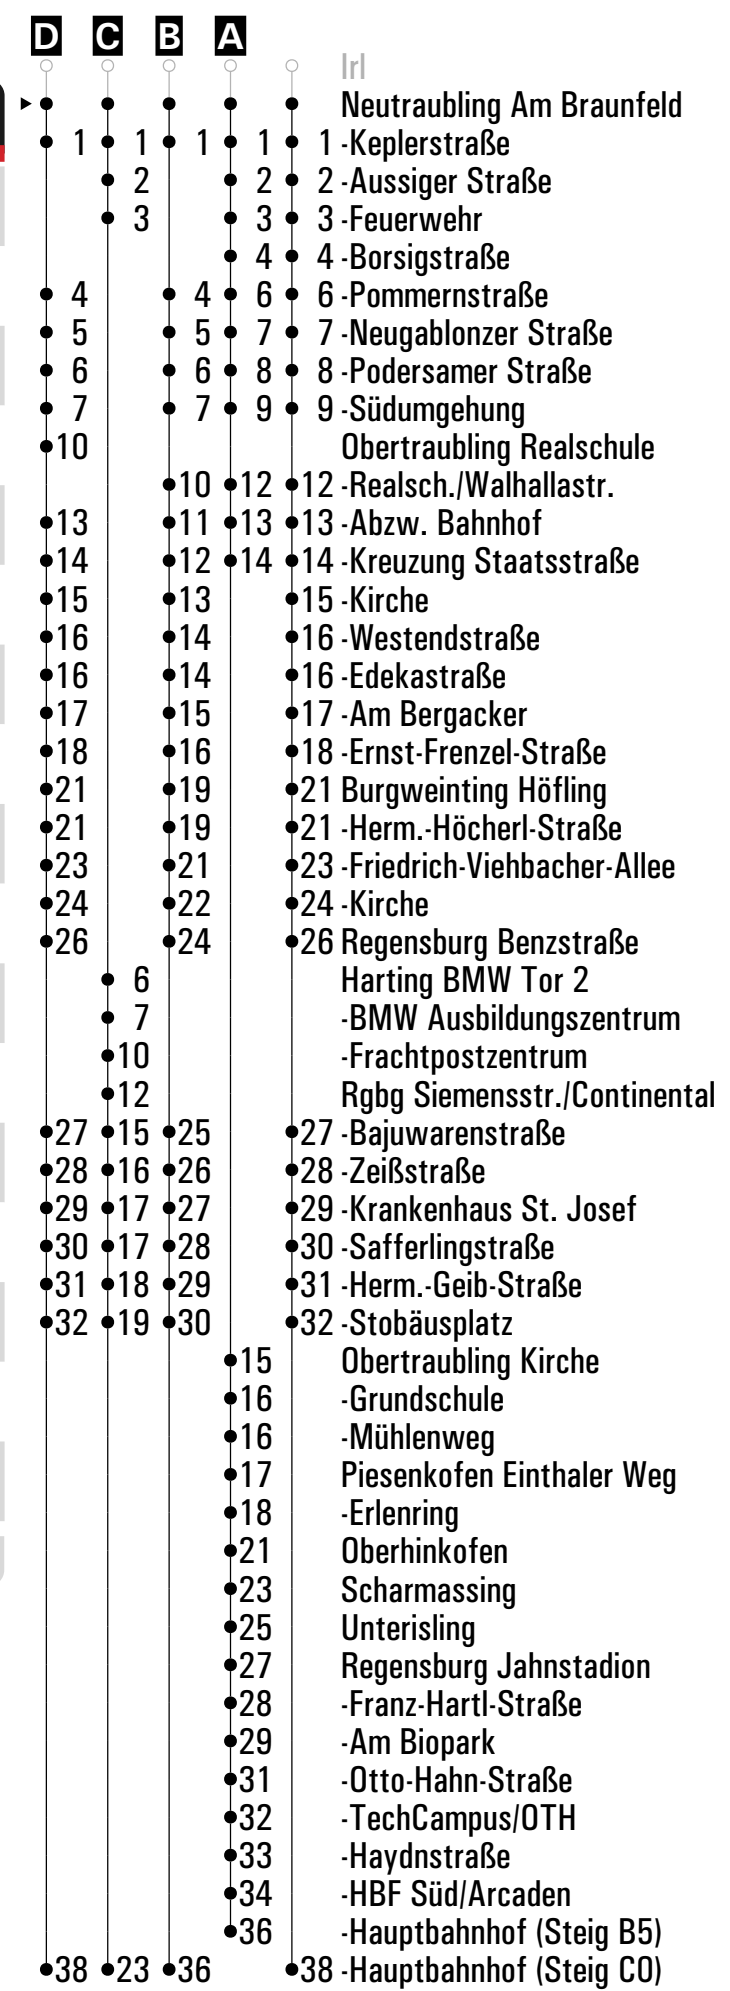 D C B A
Irl
Neutraubling Am Braunfeld
1 1 1 1 1 -Keplerstraße
2 2 2 -Aussiger Straße
3 3 3 -Feuerwehr
4 4 -Borsigstraße
4 4 6 6 -Pommernstraße
5 5 7 7 -Neugablonzer Straße
6 6 8 8 -Podersamer Straße
7 7 9 9 -Südumgehung
10 Obertraubling Realschule
10 12 12 -Realsch./Walhallastr.
13 11 13 13 -Abzw. Bahnhof
14 12 14 14 -Kreuzung Staatsstraße
15 13 15 -Kirche
16 14 16 -Westendstraße
16 14 16 -Edekastraße
17 15 17 -Am Bergacker
18 16 18 -Ernst-Frenzel-Straße
21 19 21 Burgweinting Höfling
21 19 21 -Herm.-Höcherl-Straße
23 21 23 -Friedrich-Viehbacher-Allee
24 22 24 -Kirche
26 24 26 Regensburg Benzstraße
6 Harting BMW Tor 2
7 -BMW Ausbildungszentrum
10 -Frachtpostzentrum
12 Rgbg Siemensstr./Continental
27 15 25 27 -Bajuwarenstraße
28 16 26 28 -Zeißstraße
29 17 27 29 -Krankenhaus St. Josef
30 17 28 30 -Safferlingstraße
31 18 29 31 -Herm.-Geib-Straße
32 19 30 32 -Stobäusplatz
15 Obertraubling Kirche
16 -Grundschule
16 -Mühlenweg
17 Piesenkofen Einthaler Weg
18 -Erlenring
21 Oberhinkofen
23 Scharmassing
25 Unterisling
27 Regensburg Jahnstadion
28 -Franz-Hartl-Straße
29 -Am Biopark
31 -Otto-Hahn-Straße
32 -TechCampus/OTH
33 -Haydnstraße
34 -HBF Süd/Arcaden
36 -Hauptbahnhof (Steig B5)
38 23 36 38 -Hauptbahnhof (Steig C0)